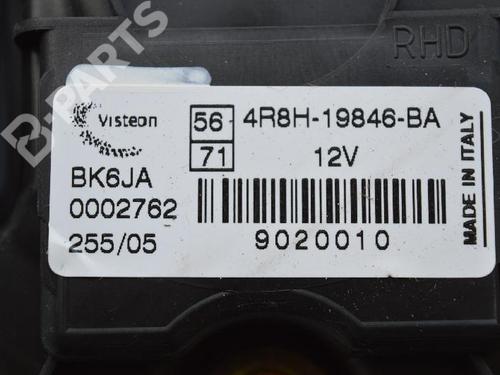 RHD
Visteon
56
4R8H-19846-BA
71
12V
BK6JA
0002762
255/05
9020010
MADE IN ITALY
B-PARTS